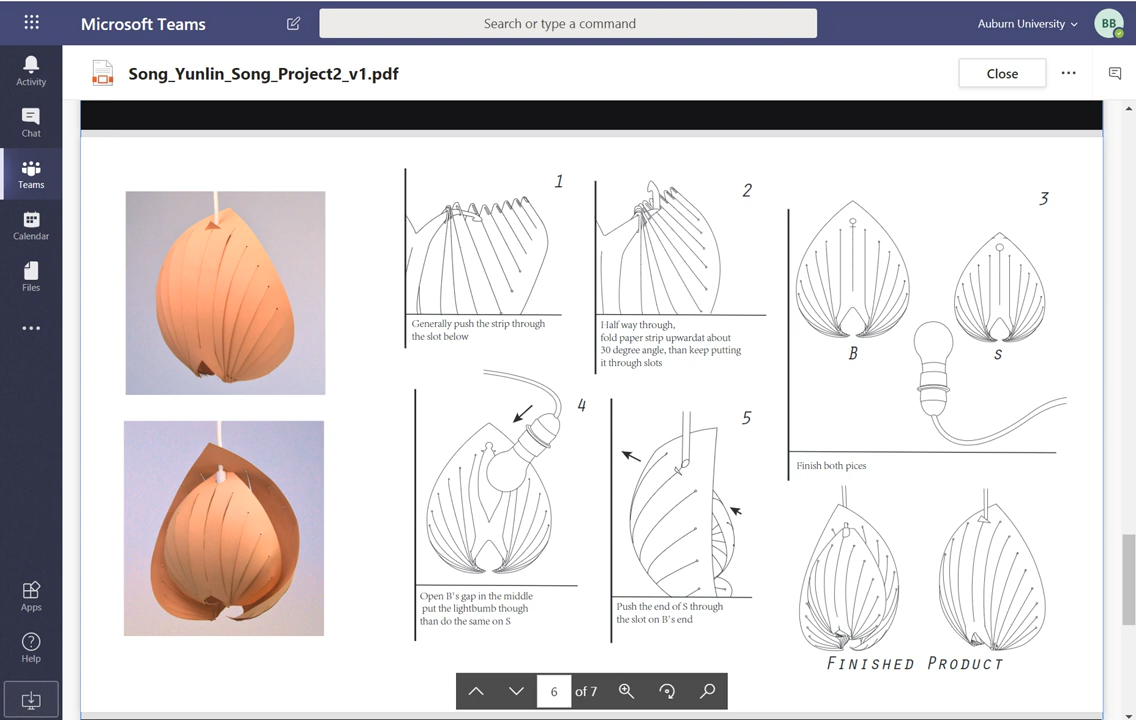 Microsoft Teams
Search or type a command
Auburn University
BB
Activity
Chat
Teams
Calendar
Files
Apps
Help
Song_Yunlin_Song_Project2_v1.pdf
Close
1
Generally push the strip through
the slot below
2
Half way through,
fold paper strip upwardat about
30 degree angle, than keep putting
it through slots
3
B
S
Finish both pices
4
Open B's gap in the middle
put the lightbumb though
than do the same on S
5
Push the end of S through
the slot on B's end
FINISHED PRODUCT
6 of 7